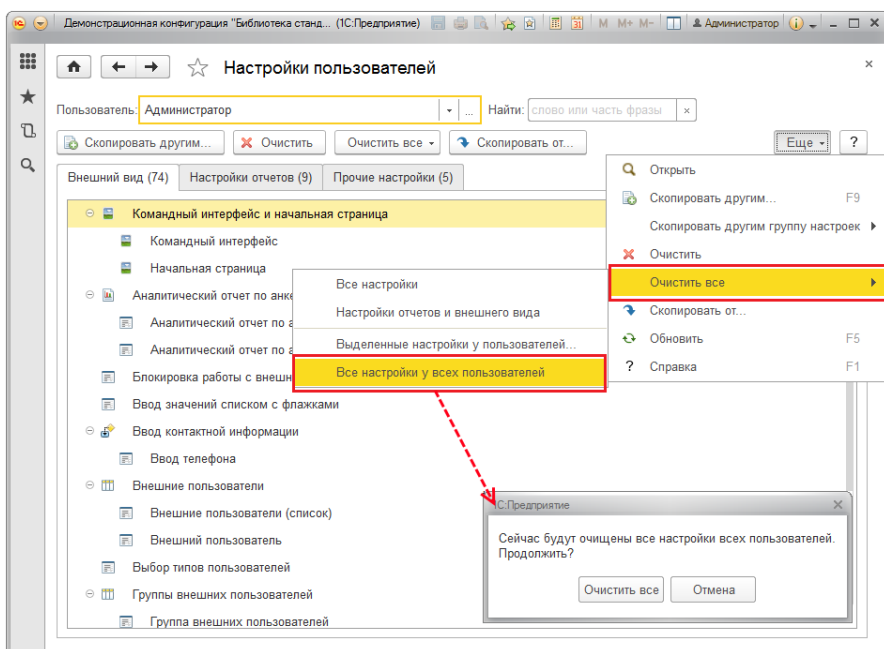 Демонстрационная конфигурация "Библиотека станд... (1С:Предприятие)
M M+ M- Администратор
Настройки пользователей
Пользователь: Администратор
Найти: слово или часть фразы
Скопировать другим... Очистить Очистить все Скопировать от... Еще ?
Внешний вид (74) Настройки отчетов (9) Прочие настройки (5)
Командный интерфейс и начальная страница
Командный интерфейс
Начальная страница
Аналитический отчет по анке
Аналитический отчет по а
Аналитический отчет по а
Блокировка работы с внешн
Ввод значений списком с флажками
Ввод контактной информации
Ввод телефона
Внешние пользователи
Внешние пользователи (список)
Внешний пользователь
Выбор типов пользователей
Группы внешних пользователей
Группа внешних пользователей
Открыть
Скопировать другим... F9
Скопировать другим группу настроек
Очистить
Очистить все
Скопировать от...
Обновить F5
? Справка F1
Все настройки
Настройки отчетов и внешнего вида
Выделенные настройки у пользователей...
Все настройки у всех пользователей
1С:Предприятие
Сейчас будут очищены все настройки всех пользователей.
Продолжить?
Очистить все Отмена